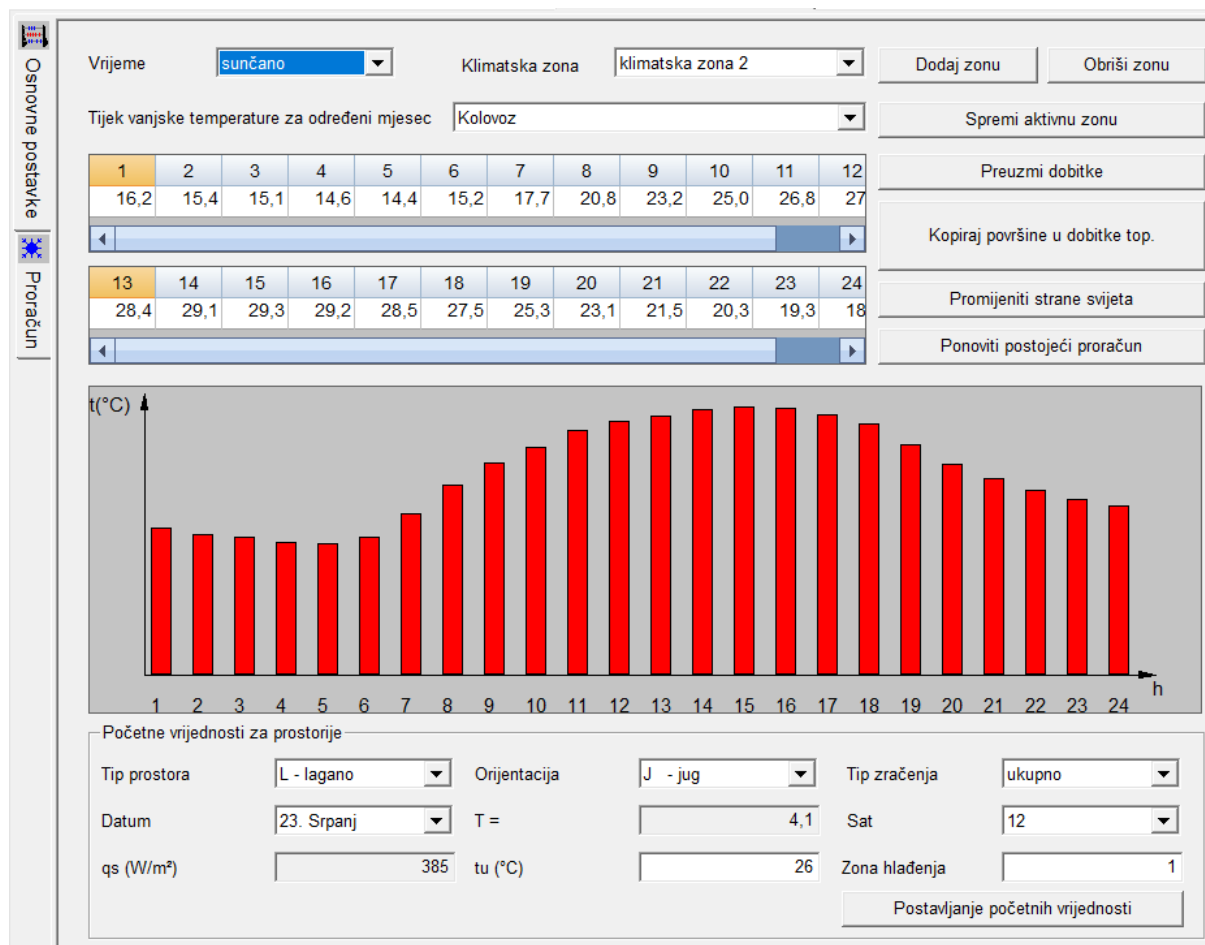 Osnovne postavke
Proračun
Vrijeme sunčano Klimatska zona klimatska zona 2 Dodaj zonu Obriši zonu
Tijek vanjske temperature za određeni mjesec Kolovoz Spremi aktivnu zonu
1 2 3 4 5 6 7 8 9 10 11 12
16,2 15,4 15,1 14,6 14,4 15,2 17,7 20,8 23,2 25,0 26,8 27
Preuzmi dobitke
Kopiraj površine u dobitke top.
13 14 15 16 17 18 19 20 21 22 23 24
28,4 29,1 29,3 29,2 28,5 27,5 25,3 23,1 21,5 20,3 19,3 18
Promijeniti strane svijeta
Ponoviti postojeći proračun
t(°C)
h
1 2 3 4 5 6 7 8 9 10 11 12 13 14 15 16 17 18 19 20 21 22 23 24
Početne vrijednosti za prostorije
Tip prostora L - lagano Orijentacija J - jug Tip zračenja ukupno
Datum 23. Srpanj T = 4,1 Sat 12
qs (W/m²) 385 tu (°C) 26 Zona hlađenja 1
Postavljanje početnih vrijednosti